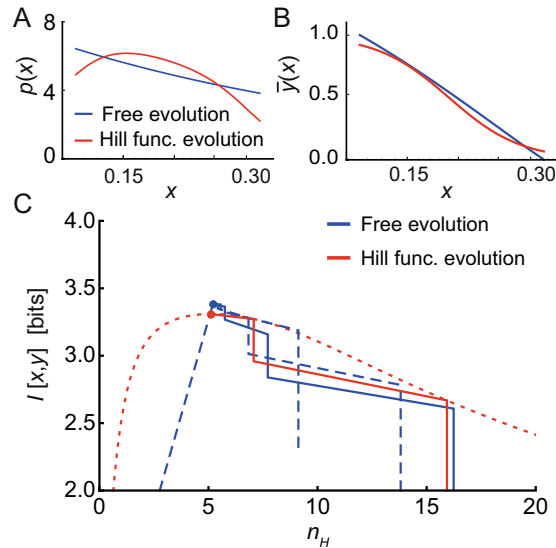 A
8
4
0
p(x)
Free evolution
Hill func. evolution
0.15
0.30
x
B
1.0
0.5
0.0
ȳ(x)
0.15
0.30
x
C
Free evolution
Hill func. evolution
4.0
3.5
3.0
2.5
2.0
I [x,y] [bits]
0
5
10
15
20
n_H